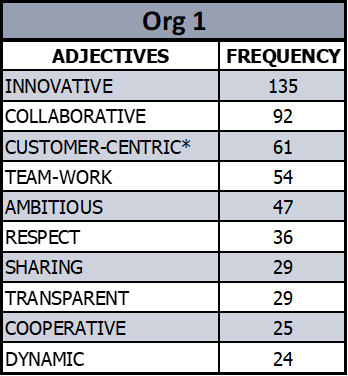 Org 1
ADJECTIVES FREQUENCY
INNOVATIVE 135
COLLABORATIVE 92
CUSTOMER-CENTRIC* 61
TEAM-WORK 54
AMBITIOUS 47
RESPECT 36
SHARING 29
TRANSPARENT 29
COOPERATIVE 25
DYNAMIC 24